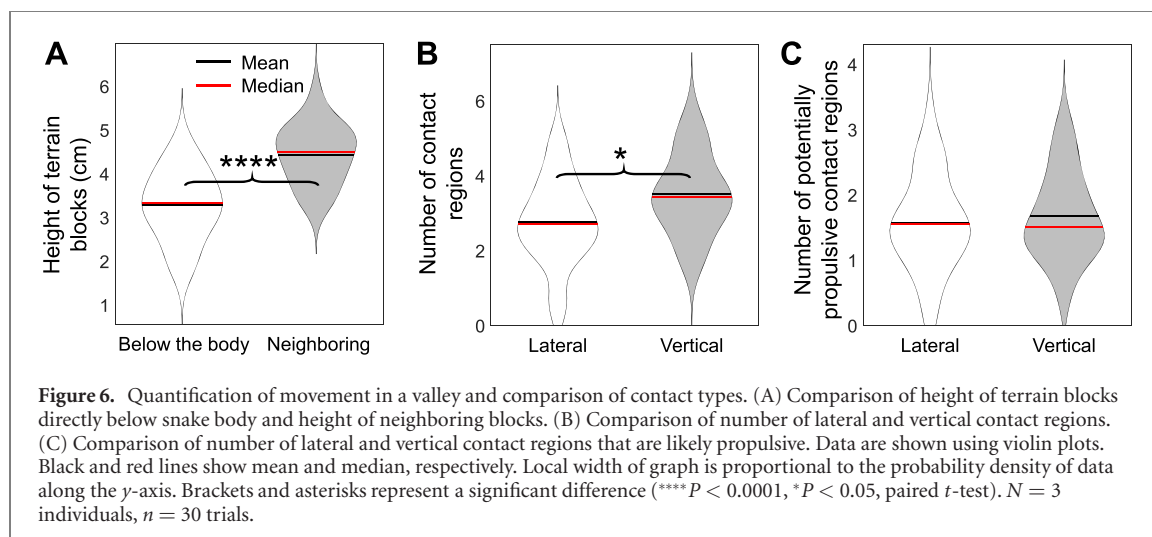 A
Mean
Median
Height of terrain
blocks (cm)
6
5
4
3
2
1
****
Below the body
Neighboring
B
Number of contact
regions
6
4
2
0
*
Lateral
Vertical
C
Number of potentially
propulsive contact regions
4
3
2
1
0
Lateral
Vertical
Figure 6. Quantification of movement in a valley and comparison of contact types. (A) Comparison of height of terrain blocks
directly below snake body and height of neighboring blocks. (B) Comparison of number of lateral and vertical contact regions.
(C) Comparison of number of lateral and vertical contact regions that are likely propulsive. Data are shown using violin plots.
Black and red lines show mean and median, respectively. Local width of graph is proportional to the probability density of data
along the y-axis. Brackets and asterisks represent a significant difference (****P < 0.0001, *P < 0.05, paired t-test). N = 3
individuals, n = 30 trials.